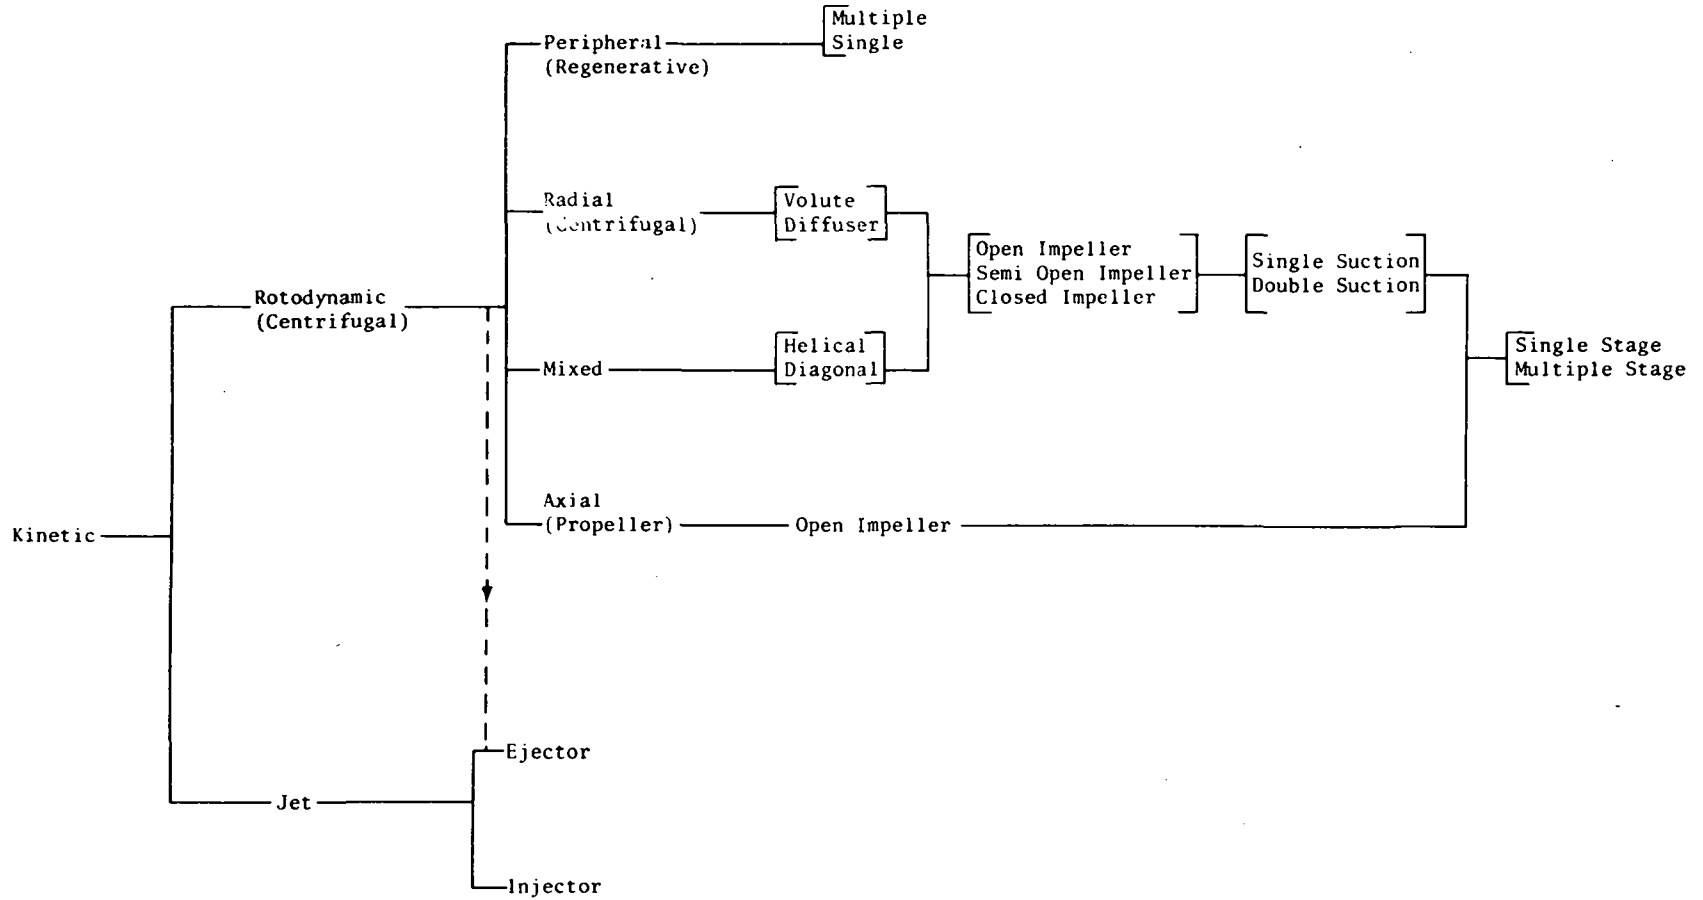 Multiple
Single
Peripheral
(Regenerative)
Radial
(Centrifugal)
Volute
Diffuser
Open Impeller
Semi Open Impeller
Closed Impeller
Single Suction
Double Suction
Rotodynamic
(Centrifugal)
Helical
Diagonal
Mixed
Single Stage
Multiple Stage
Axial
(Propeller)
Open Impeller
Kinetic
Ejector
Jet
Injector